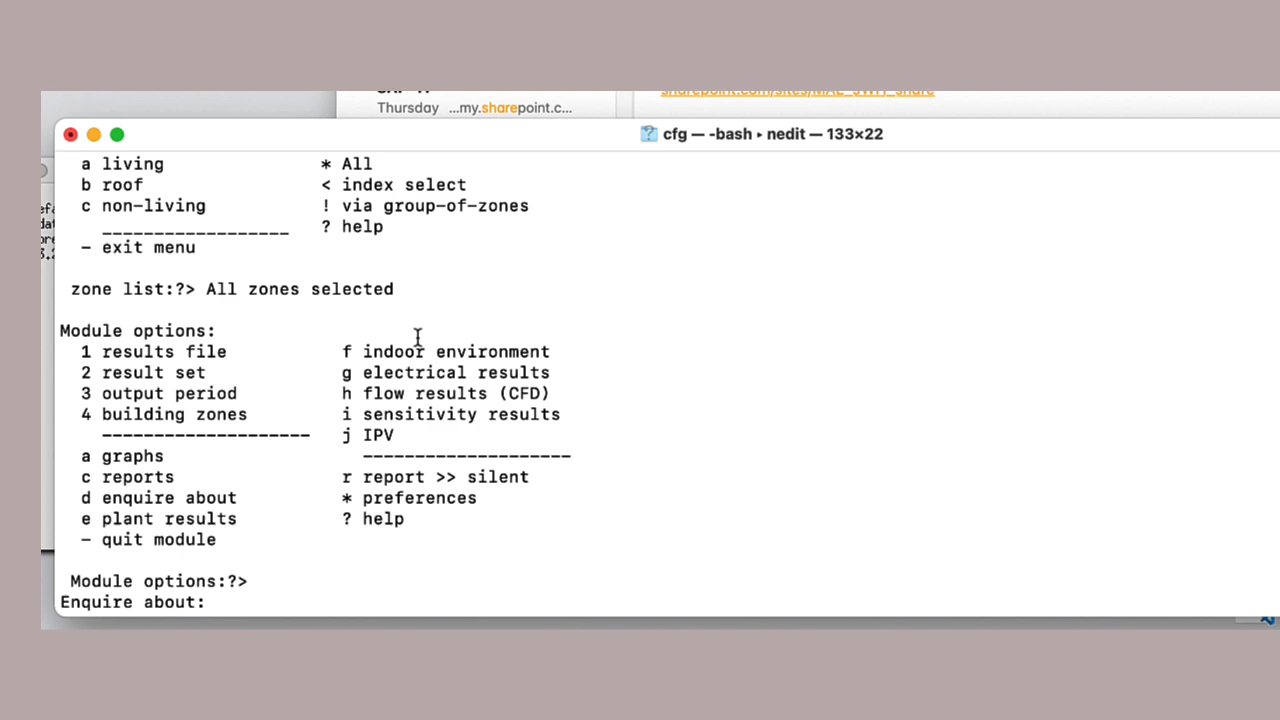 Thursday ...my.sharepoint.c...
cfg — -bash ▸ nedit — 133×22
a living * All
b roof < index select
c non-living ! via group-of-zones
------------------ ? help
- exit menu
zone list:?> All zones selected
Module options:
1 results file f indoor environment
2 result set g electrical results
3 output period h flow results (CFD)
4 building zones i sensitivity results
-------------------- j IPV
a graphs --------------------
c reports r report >> silent
d enquire about * preferences
e plant results ? help
- quit module
Module options:?>
Enquire about: